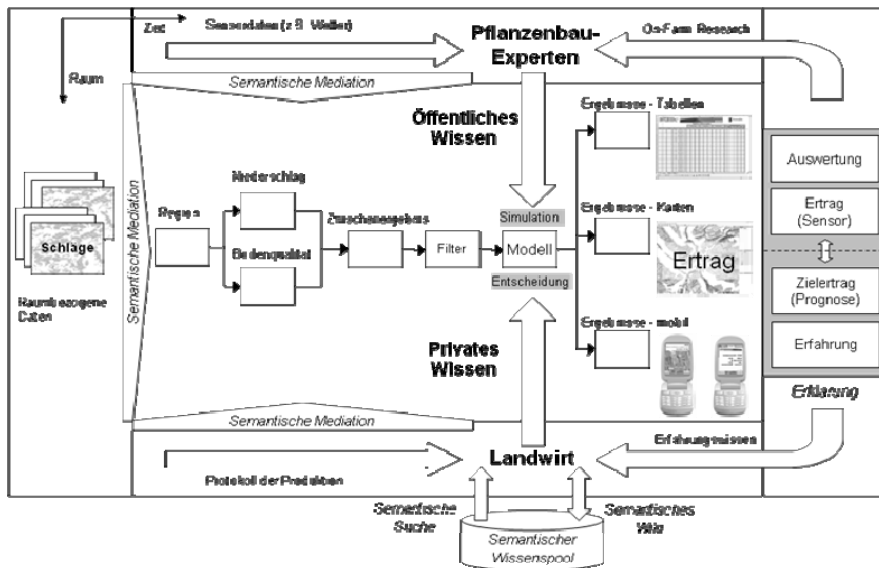 Zeit
Sensordaten (z.B. Wetter)
Pflanzenbau-
Experten
On-Farm Research
Raum
Semantische Mediation
Öffentliches
Wissen
Ergebnisse - Tabellen
Auswertung
Niederschlag
Semantische Mediation
Region
Zwischenergebnis
Simulation
Ergebnisse - Karten
Ertrag
(Sensor)
Schläge
Bodenqualität
Filter
Modell
Ertrag
Entscheidung
Zielertrag
(Prognose)
Raumbezogene
Daten
Privates
Wissen
Ergebnisse - mobil
Erfahrung
Erklärung
Semantische Mediation
Landwirt
Erfahrungswissen
Protokoll der Produktion
Semantische
Suche
Semantisches
Wiki
Semantischer
Wissenspool